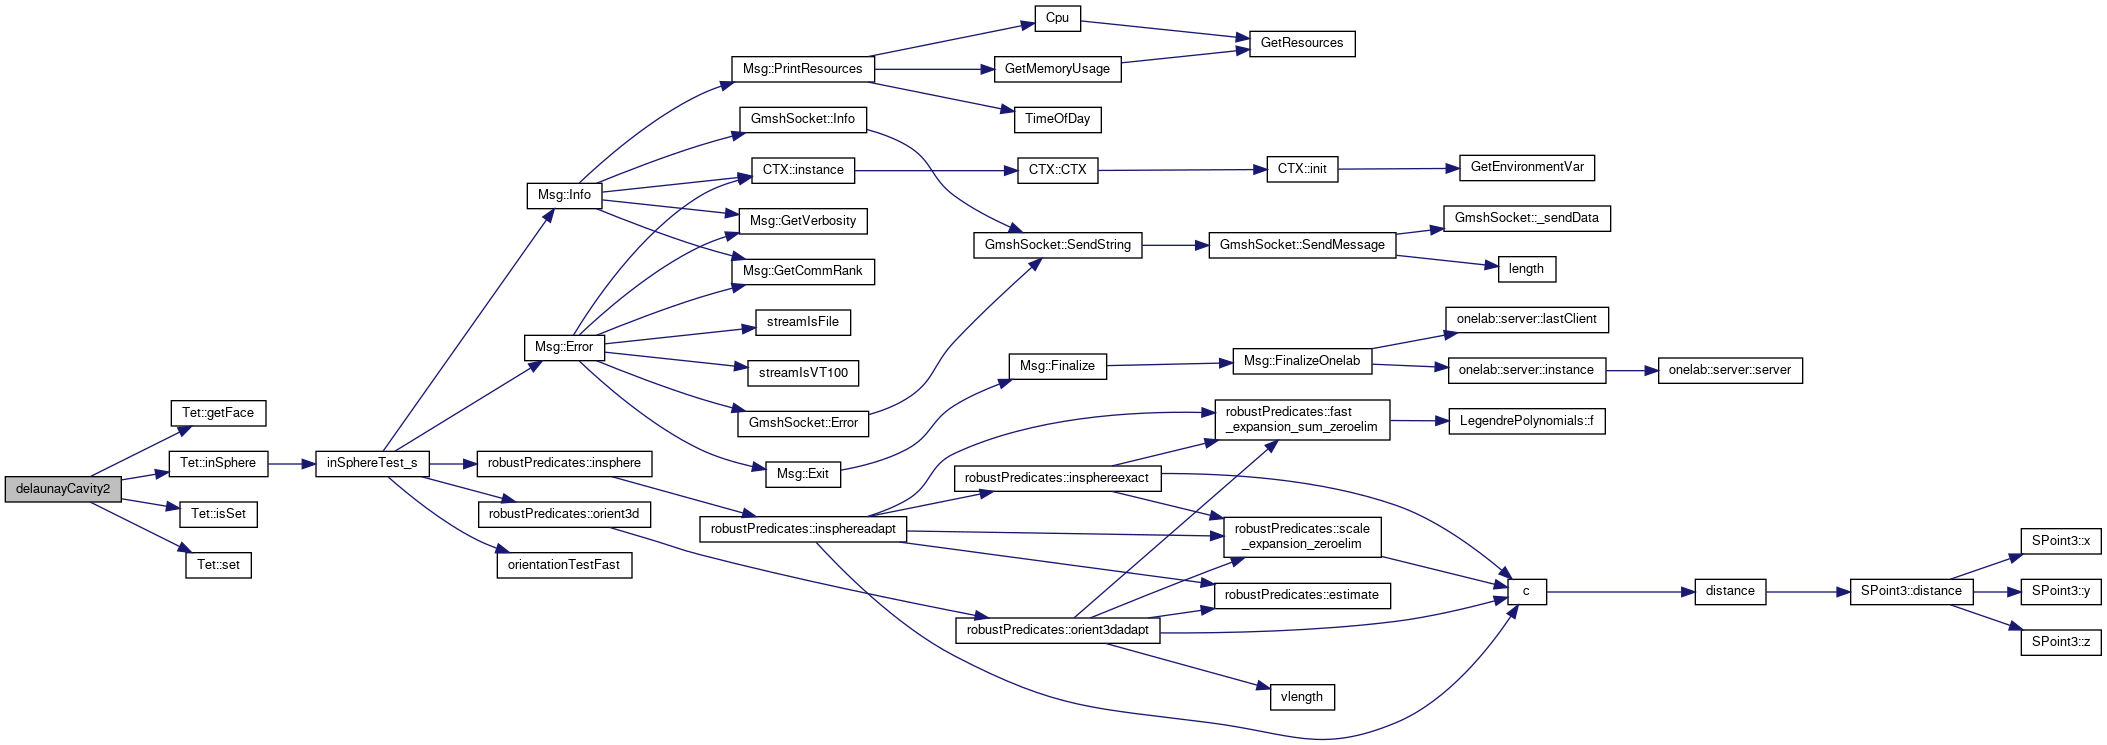 delaunayCavity2
Tet::getFace
Tet::inSphere
Tet::isSet
Tet::set
inSphereTest_s
Msg::Info
Msg::Error
robustPredicates::insphere
robustPredicates::orient3d
orientationTestFast
Msg::PrintResources
GmshSocket::Info
CTX::instance
Msg::GetVerbosity
Msg::GetCommRank
streamIsFile
streamIsVT100
GmshSocket::Error
Msg::Exit
robustPredicates::insphereadapt
Cpu
GetMemoryUsage
TimeOfDay
CTX::CTX
GmshSocket::SendString
Msg::Finalize
robustPredicates::insphereexact
robustPredicates::orient3dadapt
GetResources
CTX::init
GmshSocket::SendMessage
Msg::FinalizeOnelab
robustPredicates::fast
_expansion_sum_zeroelim
robustPredicates::scale
_expansion_zeroelim
robustPredicates::estimate
vlength
GetEnvironmentVar
GmshSocket::_sendData
length
onelab::server::lastClient
onelab::server::instance
LegendrePolynomials::f
c
onelab::server::server
distance
SPoint3::distance
SPoint3::x
SPoint3::y
SPoint3::z